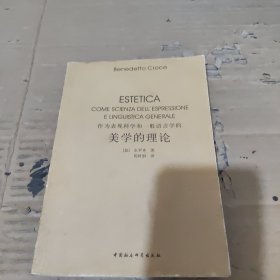 Benedetto Croce
ESTETICA
COME SCIENZA DELL'ESPRESSIONE
E LINGUISTICA GENERALE
作为表现科学和一般语言学的
美学的理论
中国社会科学出版社